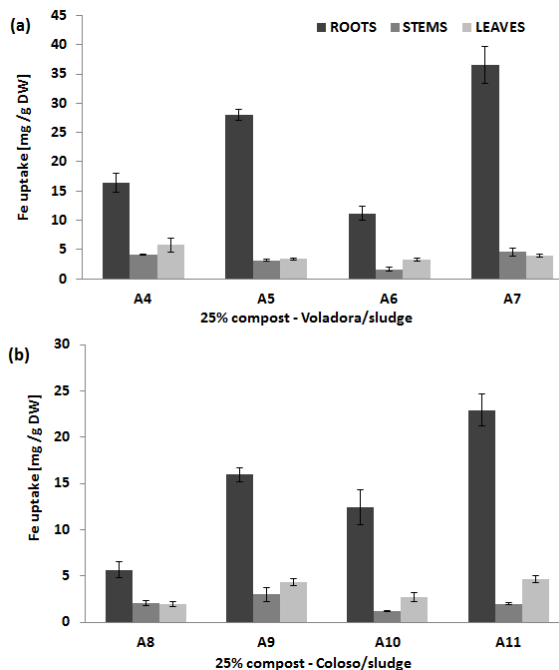 (a)
ROOTS STEMS LEAVES
Fe uptake [mg /g DW]
45
40
35
30
25
20
15
10
5
0
A4 A5 A6 A7
25% compost - Voladora/sludge
(b)
Fe uptake [mg /g DW]
30
25
20
15
10
5
0
A8 A9 A10 A11
25% compost - Coloso/sludge